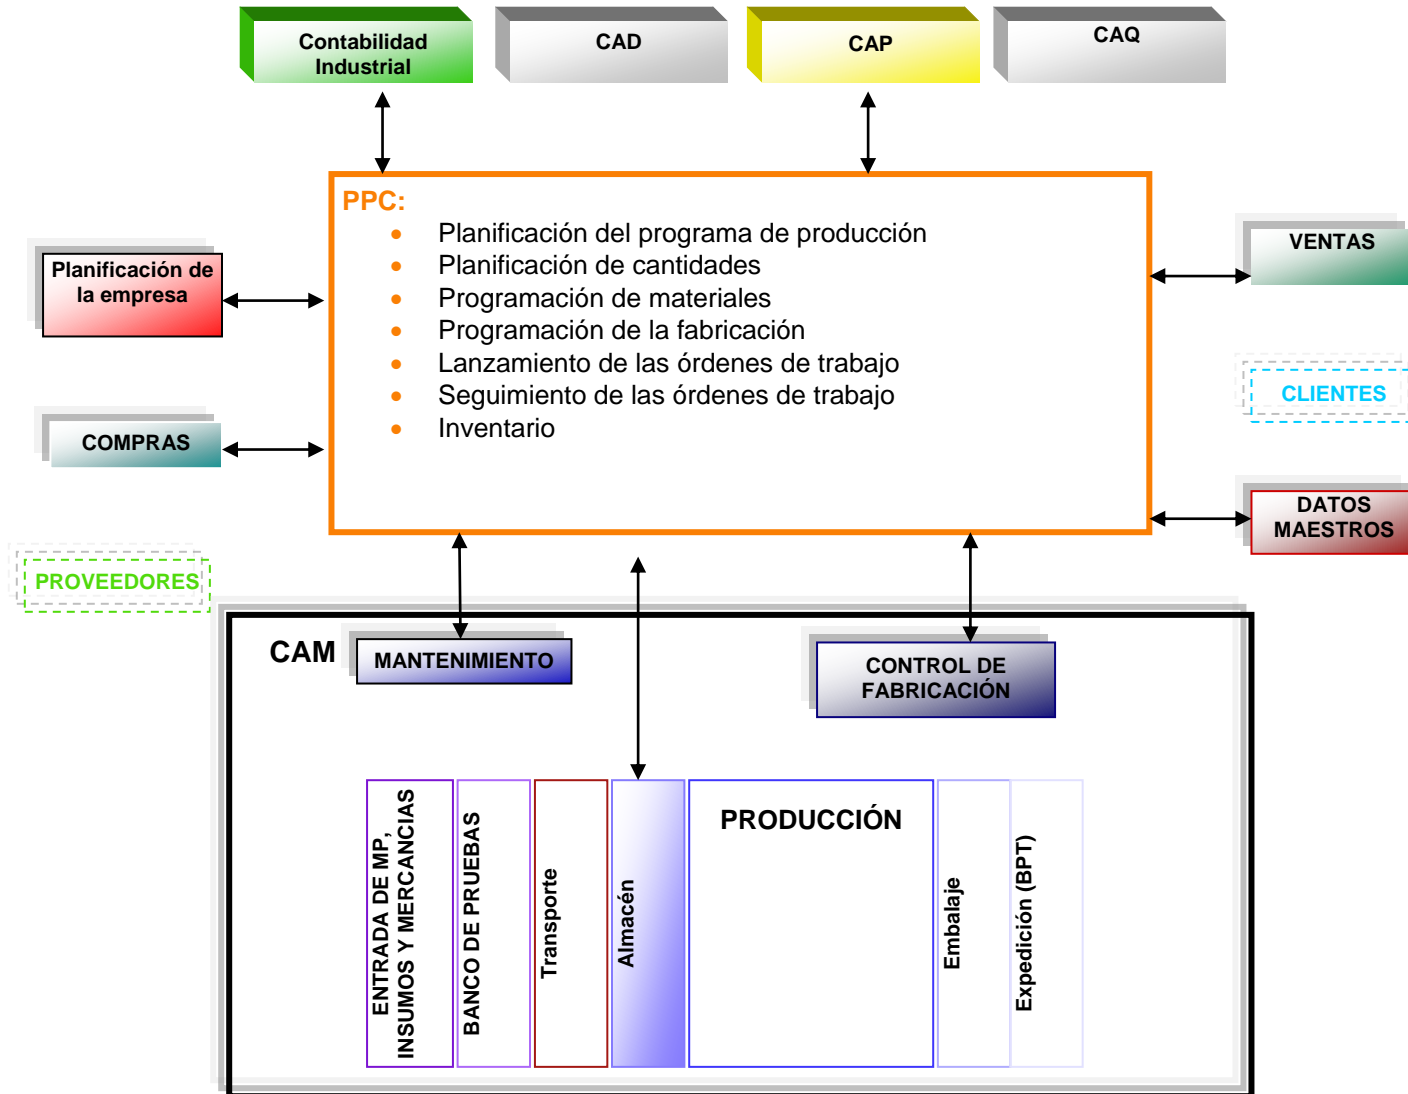 Contabilidad
Industrial
CAD
CAP
CAQ
PPC:
• Planificación del programa de producción
• Planificación de cantidades
• Programación de materiales
• Programación de la fabricación
• Lanzamiento de las órdenes de trabajo
• Seguimiento de las órdenes de trabajo
• Inventario
Planificación de
la empresa
COMPRAS
PROVEEDORES
VENTAS
CLIENTES
DATOS
MAESTROS
CAM
MANTENIMIENTO
CONTROL DE
FABRICACIÓN
ENTRADA DE MP,
INSUMOS Y MERCANCIAS
BANCO DE PRUEBAS
Transporte
Almacén
PRODUCCIÓN
Embalaje
Expedición (BPT)